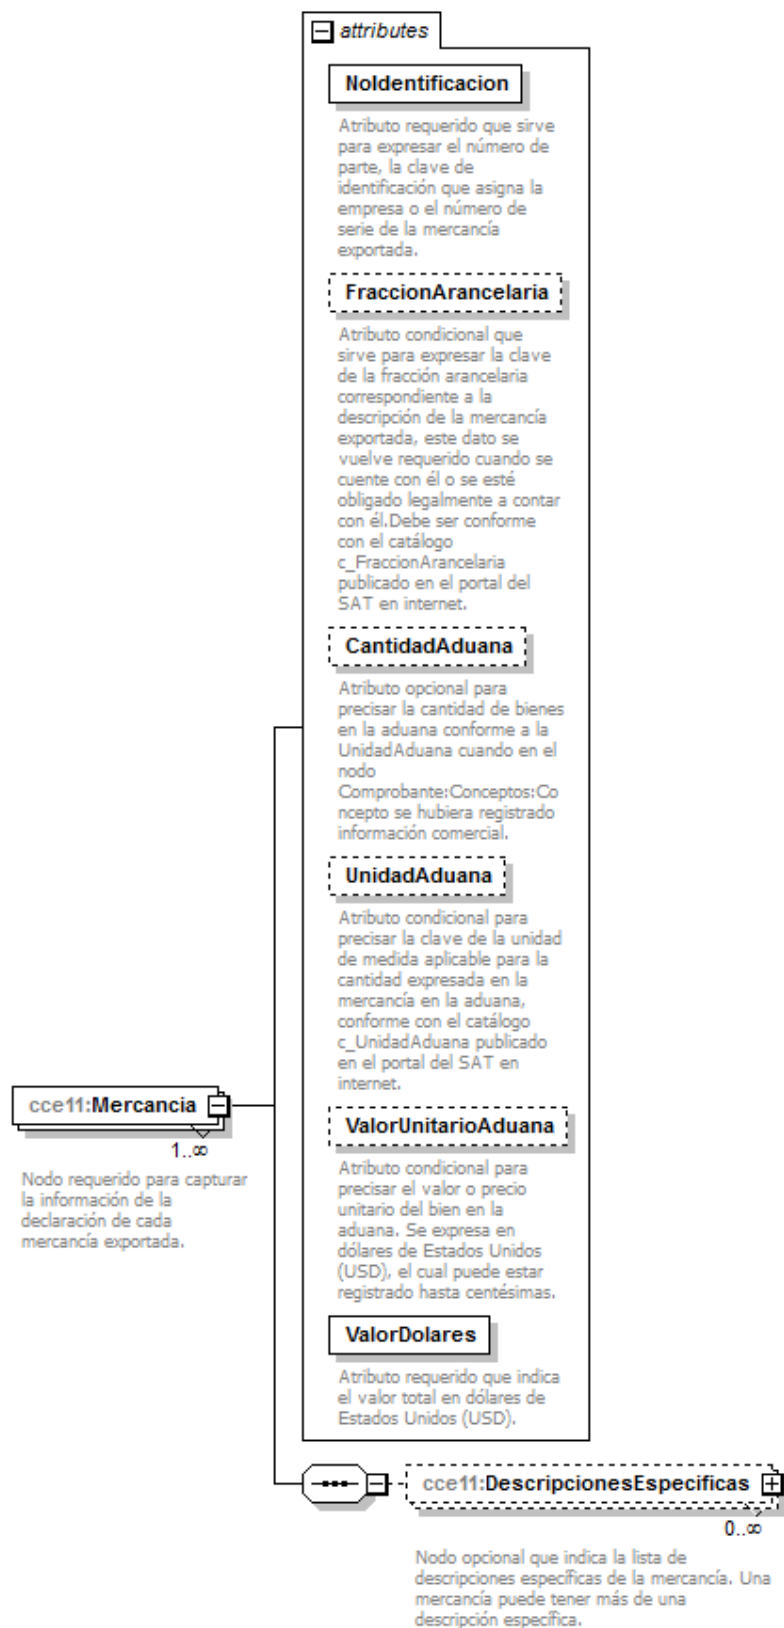 attributes
NoIdentificacion
Atributo requerido que sirve
para expresar el número de
parte, la clave de
identificación que asigna la
empresa o el número de
serie de la mercancía
exportada.
FraccionArancelaria
Atributo condicional que
sirve para expresar la clave
de la fracción arancelaria
correspondiente a la
descripción de la mercancía
exportada, este dato se
vuelve requerido cuando se
cuente con él o se esté
obligado legalmente a contar
con él.Debe ser conforme
con el catálogo
c_FraccionArancelaria
publicado en el portal del
SAT en internet.
CantidadAduana
Atributo opcional para
precisar la cantidad de bienes
en la aduana conforme a la
UnidadAduana cuando en el
nodo
Comprobante:Conceptos:Co
ncepto se hubiera registrado
información comercial.
UnidadAduana
Atributo condicional para
precisar la clave de la unidad
de medida aplicable para la
cantidad expresada en la
mercancía en la aduana,
conforme con el catálogo
c_UnidadAduana publicado
en el portal del SAT en
internet.
ValorUnitarioAduana
Atributo condicional para
precisar el valor o precio
unitario del bien en la
aduana. Se expresa en
dólares de Estados Unidos
(USD), el cual puede estar
registrado hasta centésimas.
ValorDolares
Atributo requerido que indica
el valor total en dólares de
Estados Unidos (USD).
cce11:Mercancia
1..∞
Nodo requerido para capturar
la información de la
declaración de cada
mercancía exportada.
cce11:DescripcionesEspecificas
0..∞
Nodo opcional que indica la lista de
descripciones específicas de la mercancía. Una
mercancía puede tener más de una
descripción específica.